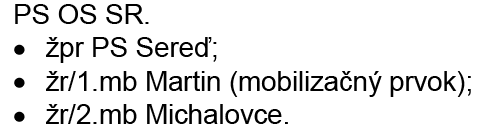 PS OS SR.
• žpr PS Sereď;
• žr/1.mb Martin (mobilizačný prvok);
• žr/2.mb Michalovce.